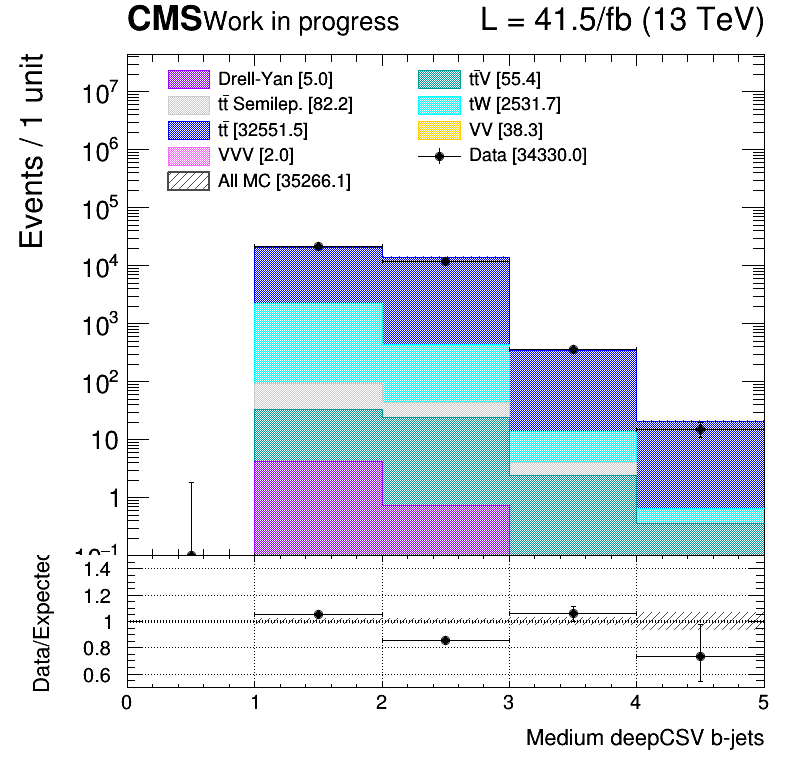 CMS Work in progress L = 41.5/fb (13 TeV)
Events / 1 unit
Drell-Yan [5.0] tt̄V [55.4]
tt̄ Semilep. [82.2] tW [2531.7]
tt̄ [32551.5] VV [38.3]
VVV [2.0] Data [34330.0]
All MC [35266.1]
10⁷
10⁶
10⁵
10⁴
10³
10²
10
1
10⁻¹
Data/Expected
1.4
1.2
1
0.8
0.6
0 1 2 3 4 5
Medium deepCSV b-jets